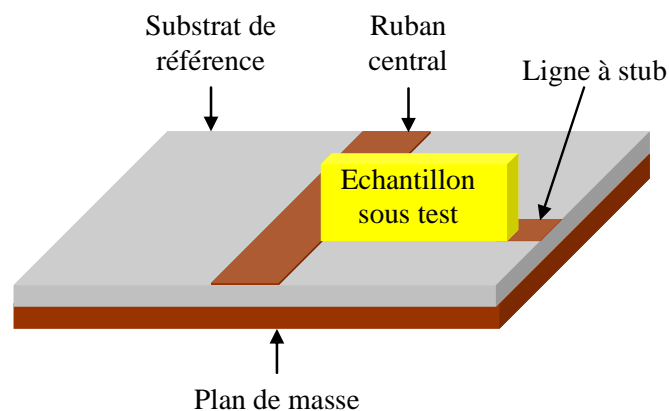 Substrat de
référence
Ruban
central
Ligne à stub
Echantillon
sous test
Plan de masse